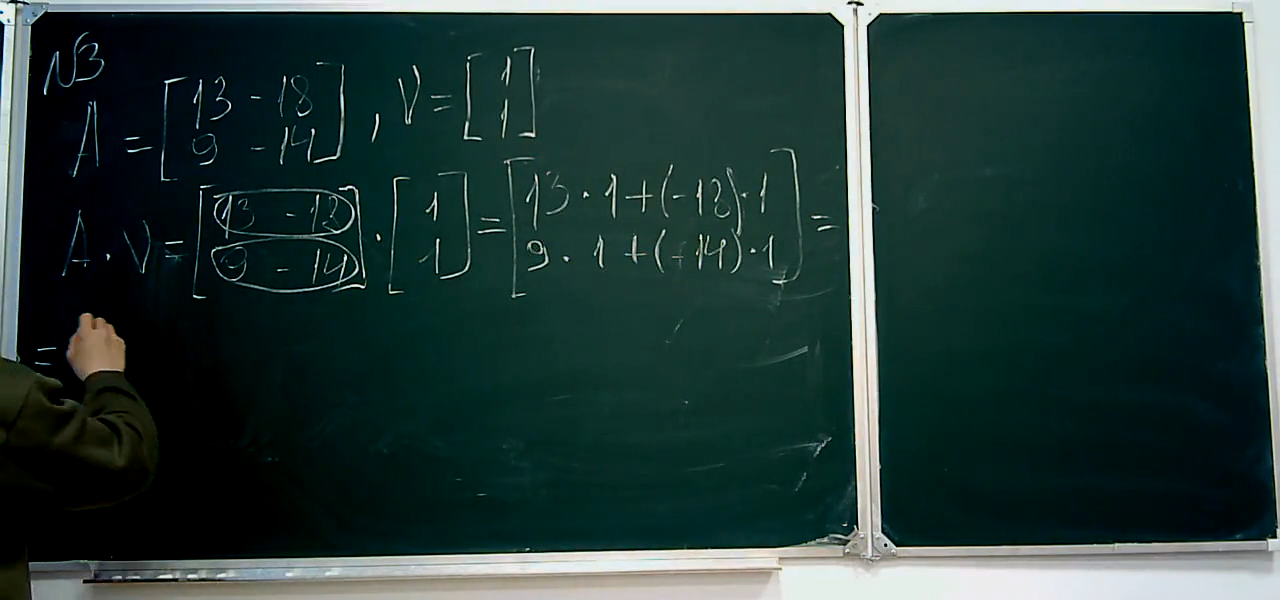 №3
A = [13 -18; 9 -14], V = [1; 1]
A · V = [13 -18; 9 -14] · [1; 1] = [13 · 1 + (-18) · 1; 9 · 1 + (-14) · 1] =
=